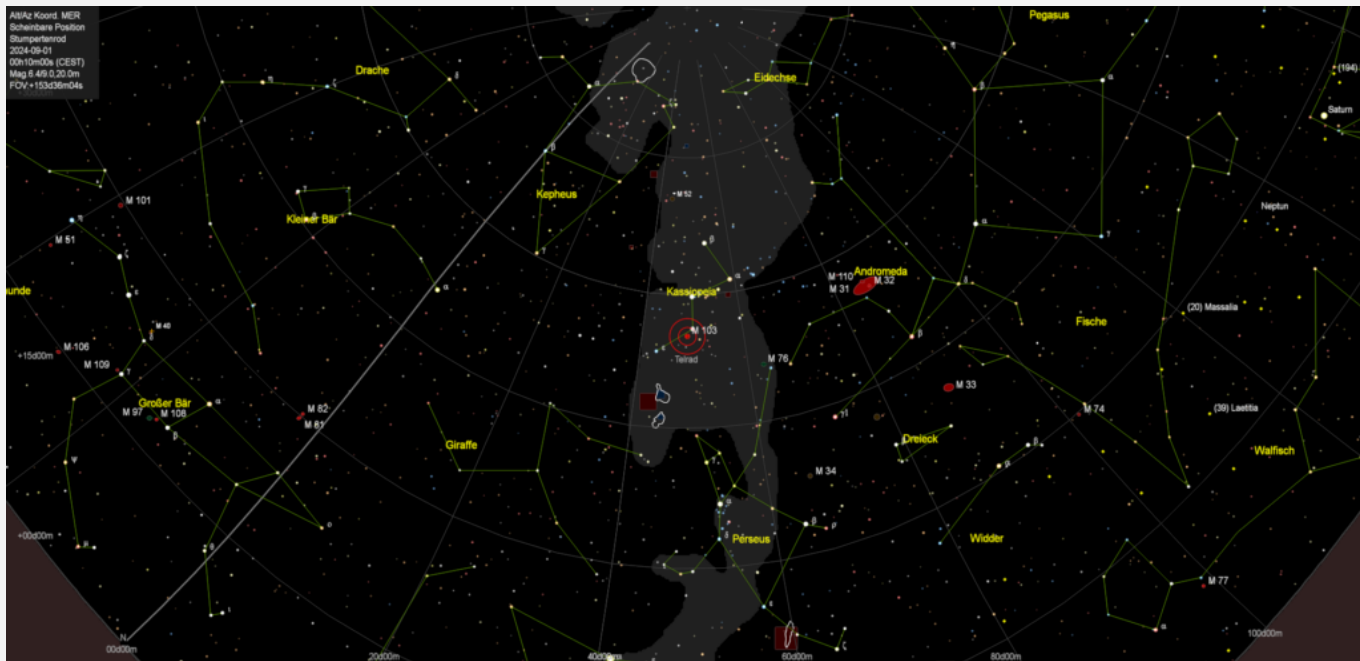 Alt/Az Koord. MER
Scheinbare Position
Stumpertenrod
2024-09-01
00h10m00s (CEST)
Mag:6.4/9.0,20.0m
FOV:+153d36m04s
Pegasus
Drache
Eidechse
(194)
Saturn
M 52
Kepheus
M 101
Kleiner Bär
Neptun
M 51
Andromeda
M 110
M 32
M 31
unde
Kassiopeia
(20) Massalia
Fische
M 40
M 103
Telrad
M 106
+15d00m
M 109
M 76
M 33
Großer Bär
M 82
M 97
M 108
M 81
M 74
(39) Laetitia
Giraffe
Dreieck
Walfisch
M 34
+00d00m
Perseus
Widder
M 77
N
00d00m
20d00m
40d00m
60d00m
80d00m
100d00m